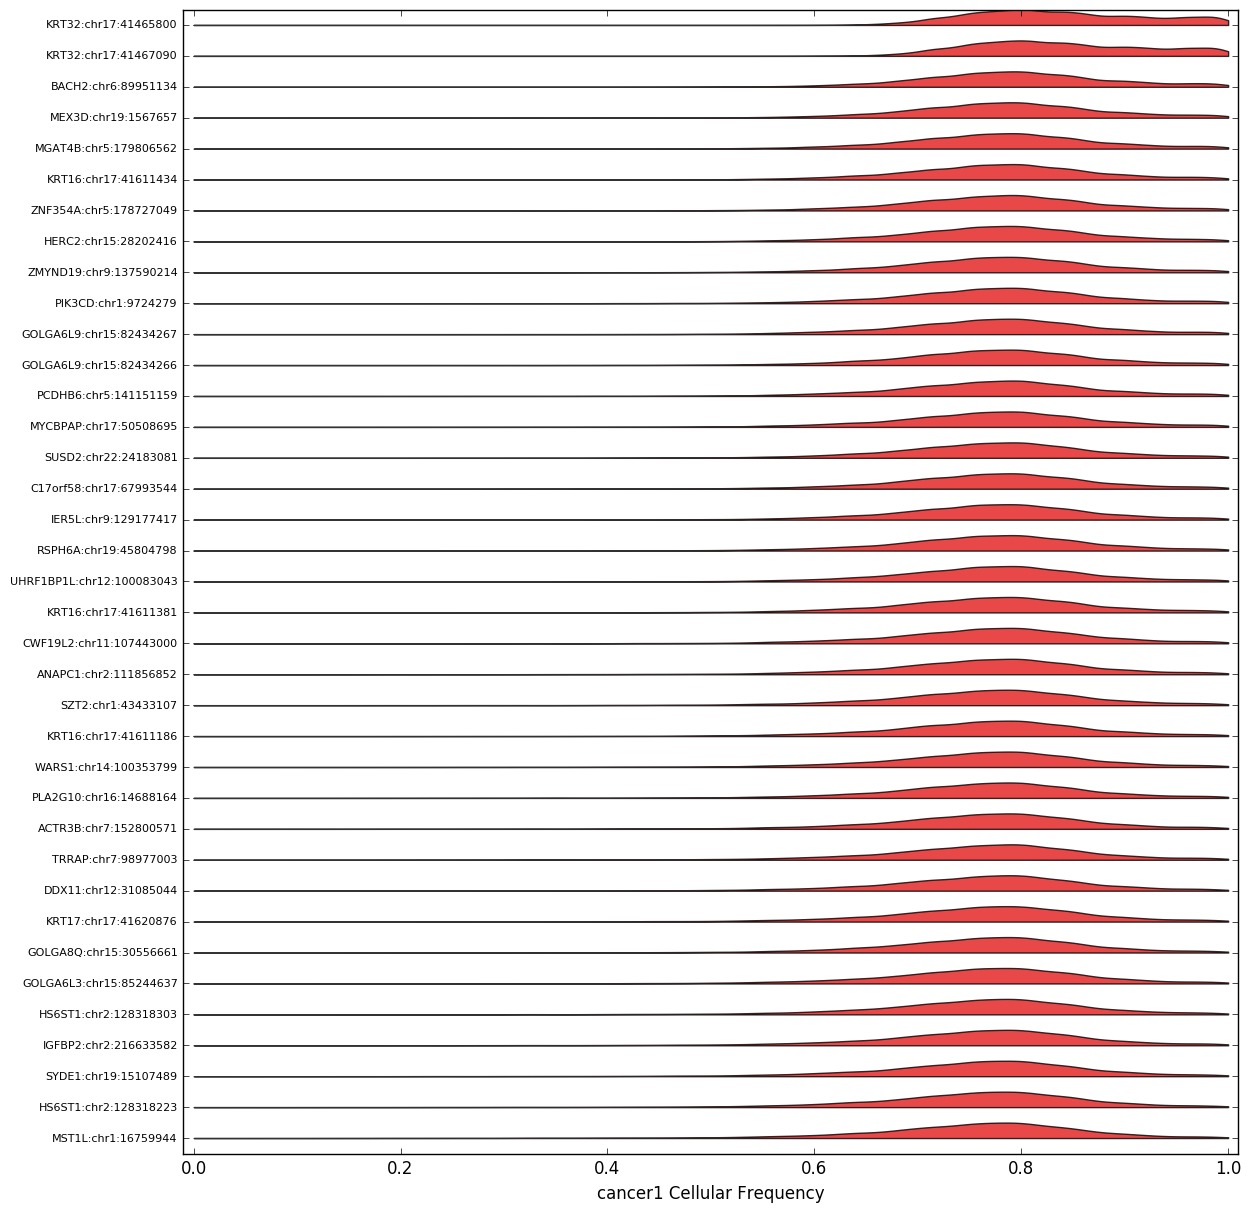 KRT32:chr17:41465800
KRT32:chr17:41467090
BACH2:chr6:89951134
MEX3D:chr19:1567657
MGAT4B:chr5:179806562
KRT16:chr17:41611434
ZNF354A:chr5:178727049
HERC2:chr15:28202416
ZMYND19:chr9:137590214
PIK3CD:chr1:9724279
GOLGA6L9:chr15:82434267
GOLGA6L9:chr15:82434266
PCDHB6:chr5:141151159
MYCBPAP:chr17:50508695
SUSD2:chr22:24183081
C17orf58:chr17:67993544
IER5L:chr9:129177417
RSPH6A:chr19:45804798
UHRF1BP1L:chr12:100083043
KRT16:chr17:41611381
CWF19L2:chr11:107443000
ANAPC1:chr2:111856852
SZT2:chr1:43433107
KRT16:chr17:41611186
WARS1:chr14:100353799
PLA2G10:chr16:14688164
ACTR3B:chr7:152800571
TRRAP:chr7:98977003
DDX11:chr12:31085044
KRT17:chr17:41620876
GOLGA8Q:chr15:30556661
GOLGA6L3:chr15:85244637
HS6ST1:chr2:128318303
IGFBP2:chr2:216633582
SYDE1:chr19:15107489
HS6ST1:chr2:128318223
MST1L:chr1:16759944
0.0 0.2 0.4 0.6 0.8 1.0
cancer1 Cellular Frequency